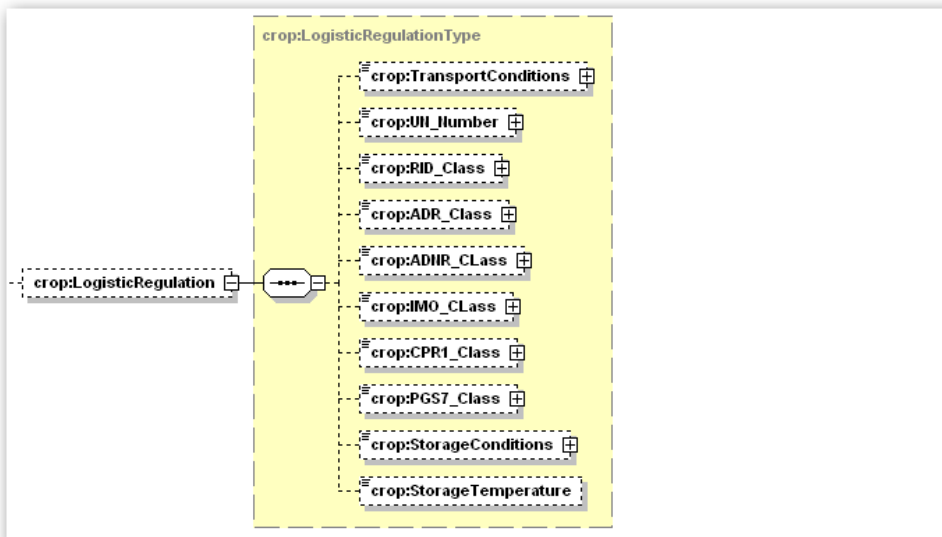 crop:LogisticRegulationType
crop:TransportConditions
crop:UN_Number
crop:RID_Class
crop:ADR_Class
crop:ADNR_CLass
crop:LogisticRegulation
crop:IMO_CLass
crop:CPR1_Class
crop:PGS7_Class
crop:StorageConditions
crop:StorageTemperature